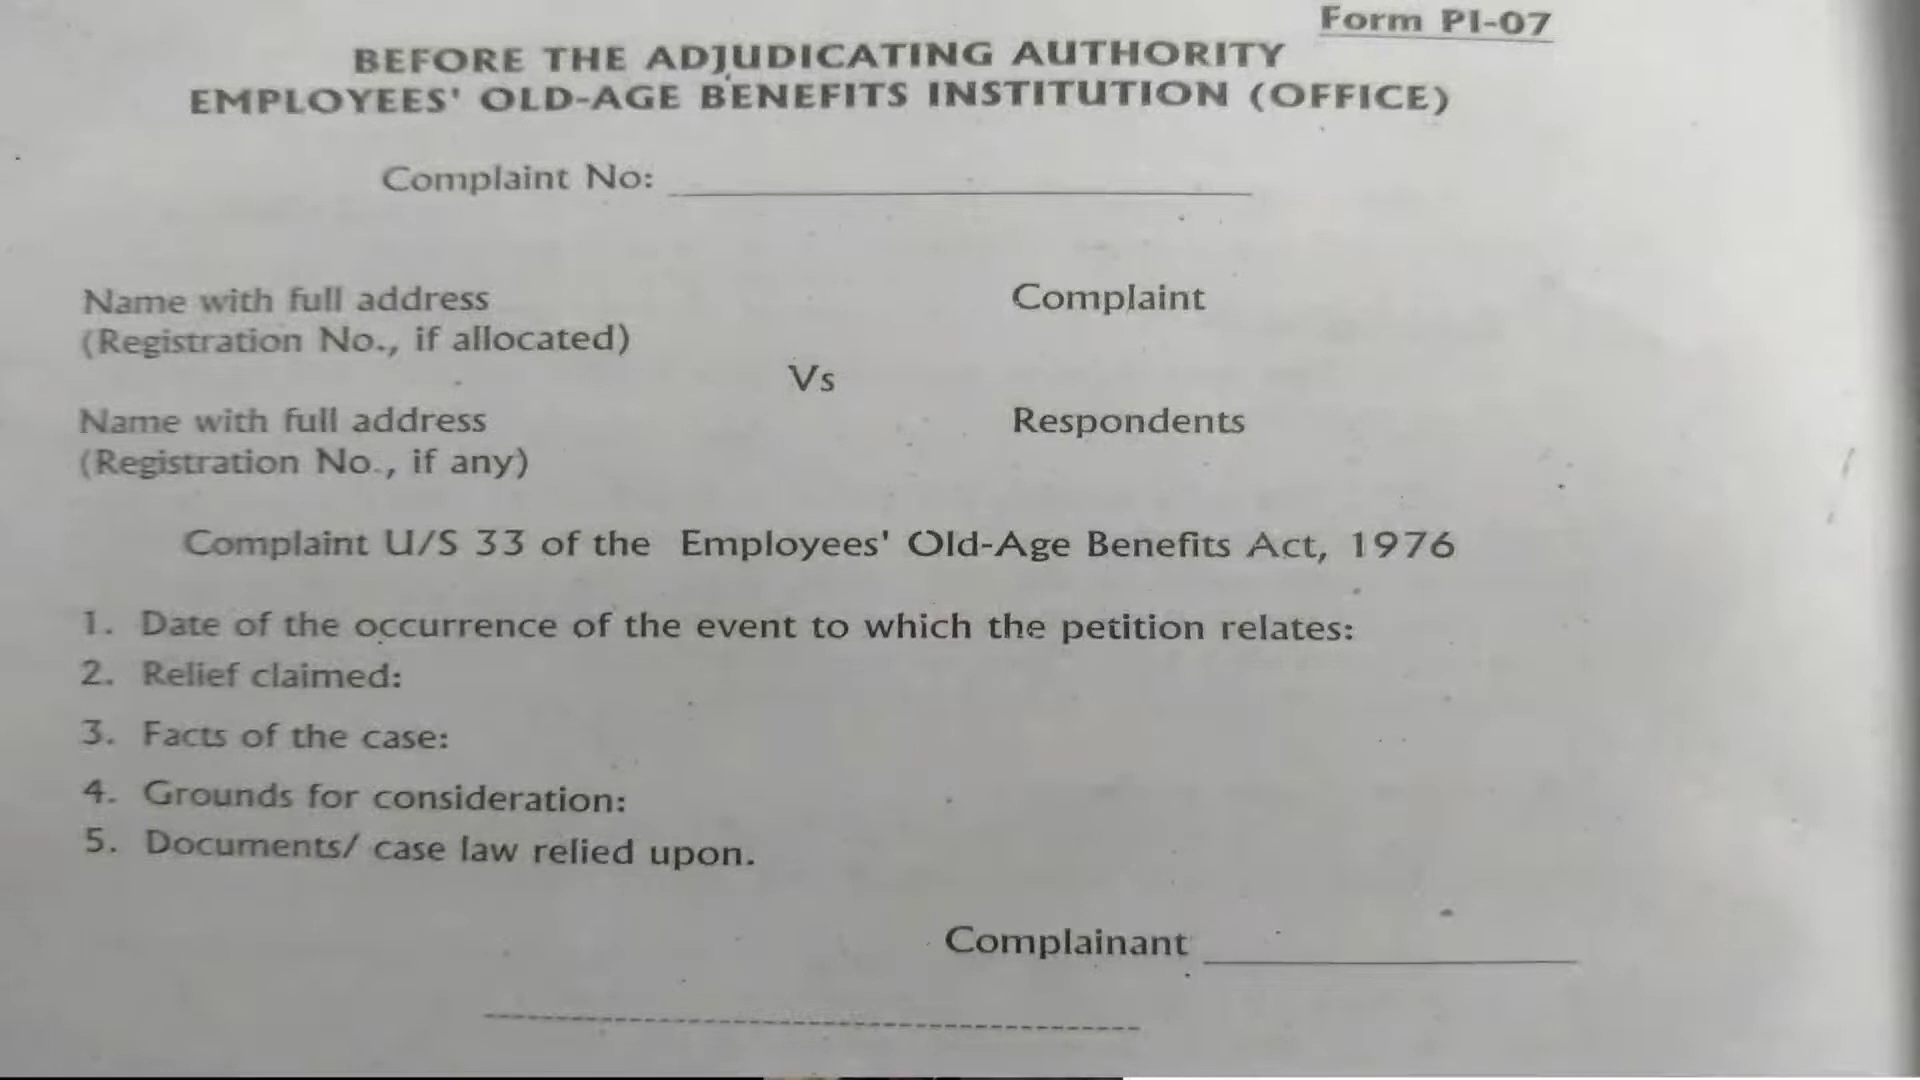 Form PI-07
BEFORE THE ADJUDICATING AUTHORITY
EMPLOYEES' OLD-AGE BENEFITS INSTITUTION (OFFICE)
Complaint No:
Name with full address
(Registration No., if allocated)
Complaint
Vs
Name with full address
(Registration No., if any)
Respondents
Complaint U/S 33 of the Employees' Old-Age Benefits Act, 1976
1. Date of the occurrence of the event to which the petition relates:
2. Relief claimed:
3. Facts of the case:
4. Grounds for consideration:
5. Documents/ case law relied upon.
Complainant